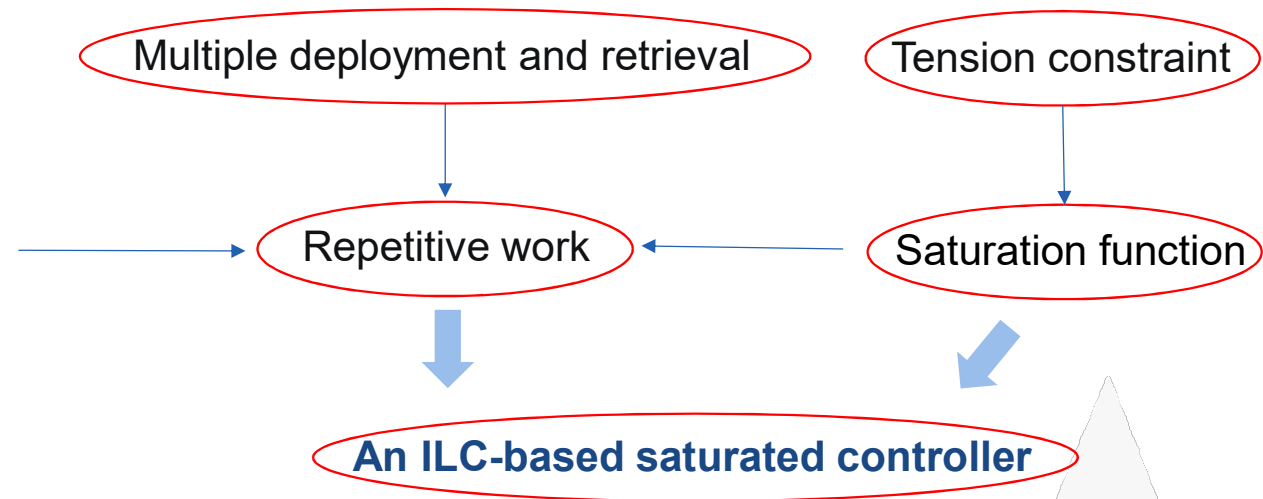 Multiple deployment and retrieval
Tension constraint
Repetitive work
Saturation function
An ILC-based saturated controller